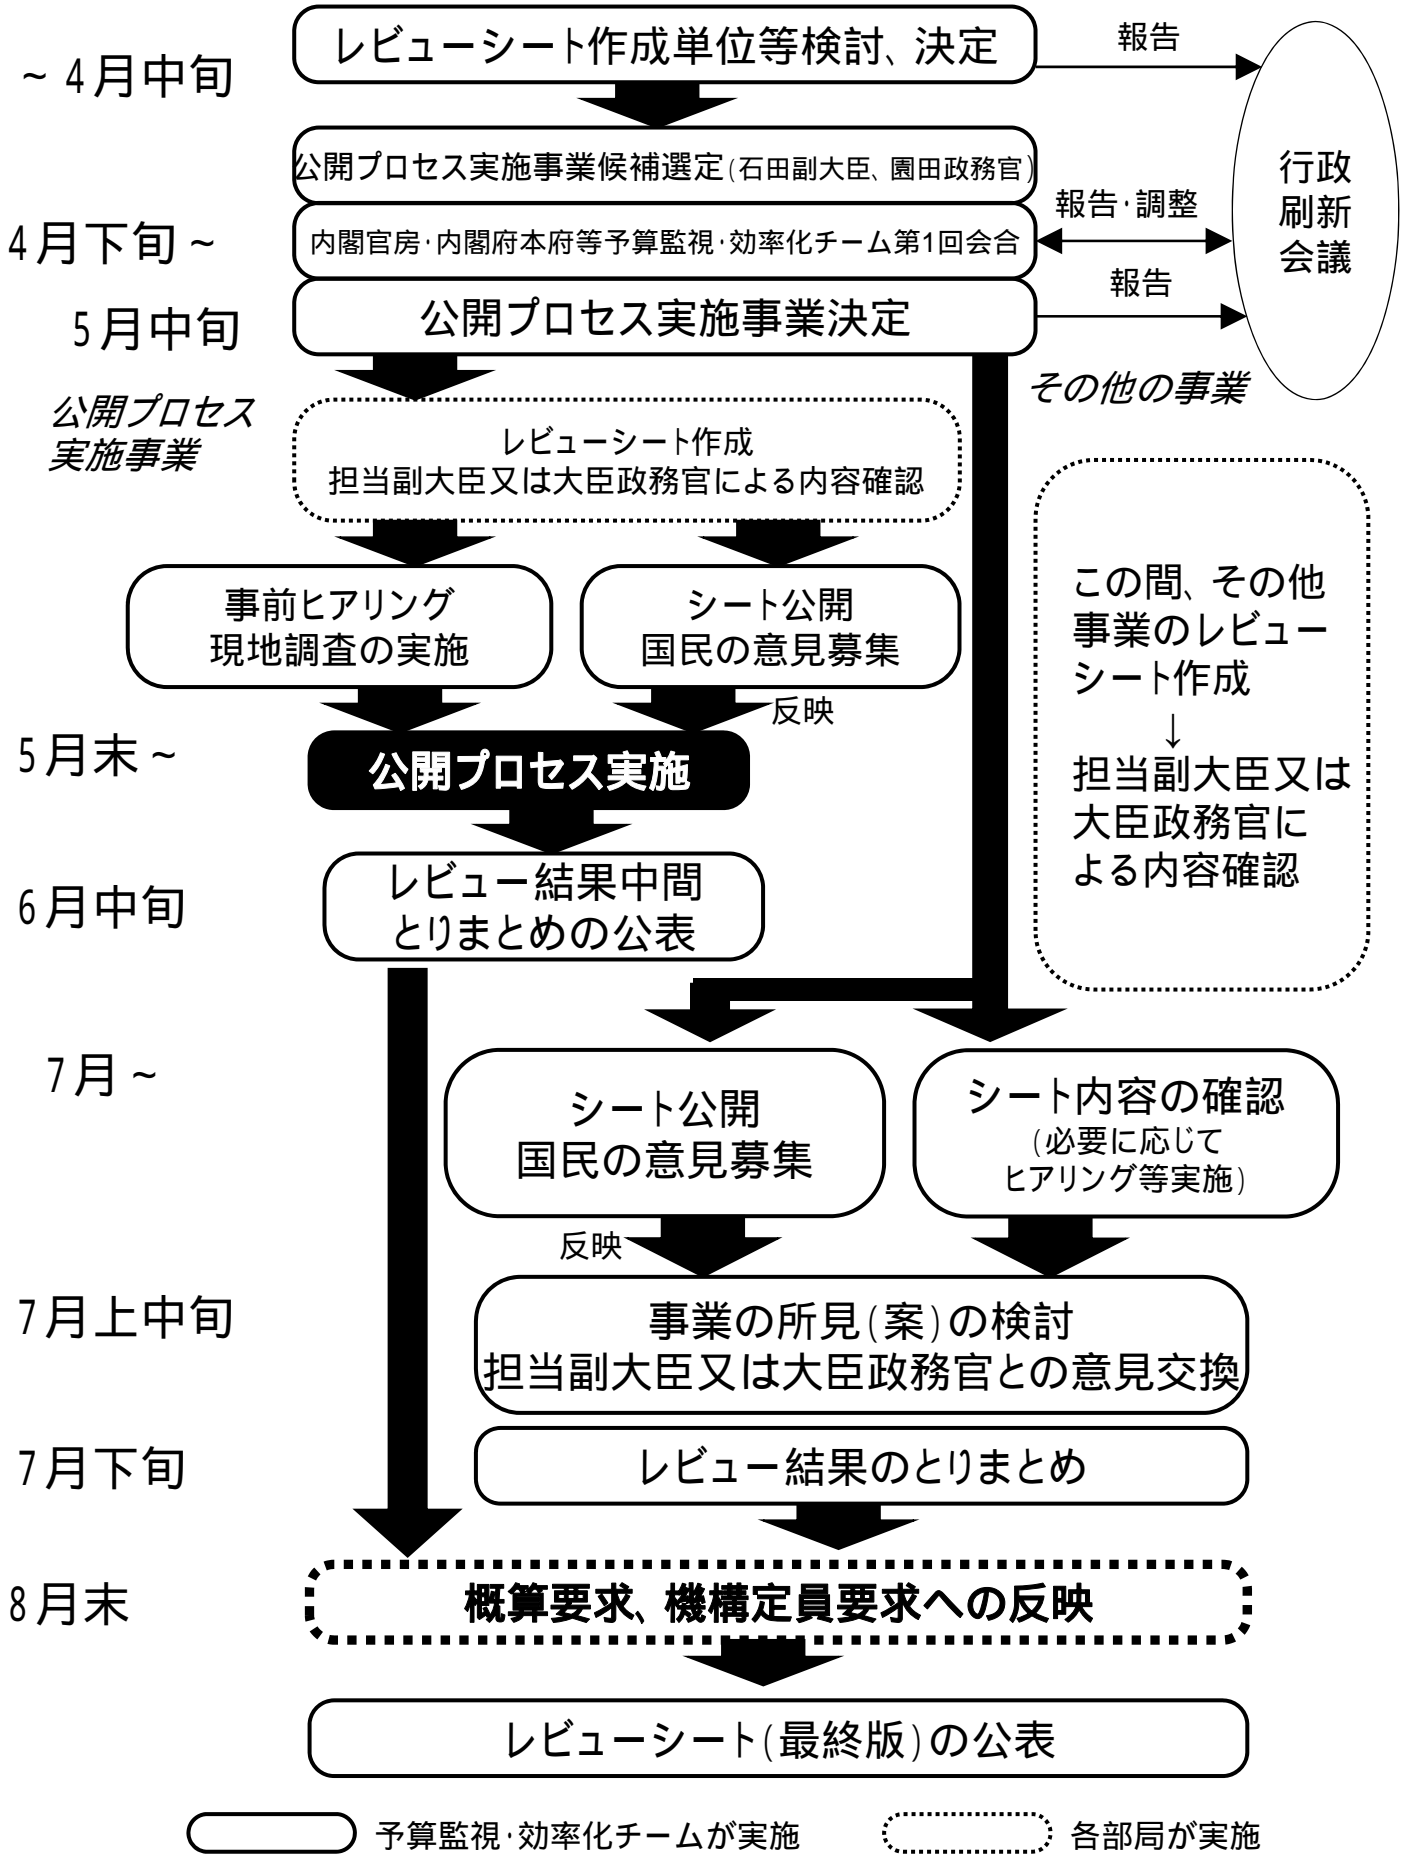 レビューシート作成単位等検討、決定
報告
~ 4月中旬
公開プロセス実施事業候補選定(石田副大臣、園田政務官)
行政
刷新
会議
報告・調整
4月下旬~
内閣官房・内閣府本府等予算監視・効率化チーム第1回会合
報告
5月中旬
公開プロセス実施事業決定
その他の事業
公開プロセス
実施事業
レビューシート作成
担当副大臣又は大臣政務官による内容確認
事前ヒアリング
現地調査の実施
シート公開
国民の意見募集
この間、その他
事業のレビュー
シート作成
↓
担当副大臣又は
大臣政務官に
よる内容確認
反映
5月末~
公開プロセス実施
6月中旬
レビュー結果中間
とりまとめの公表
7月~
シート公開
国民の意見募集
シート内容の確認
(必要に応じて
ヒアリング等実施)
反映
7月上中旬
事業の所見(案)の検討
担当副大臣又は大臣政務官との意見交換
7月下旬
レビュー結果のとりまとめ
8月末
概算要求、機構定員要求への反映
レビューシート(最終版)の公表
予算監視・効率化チームが実施
各部局が実施